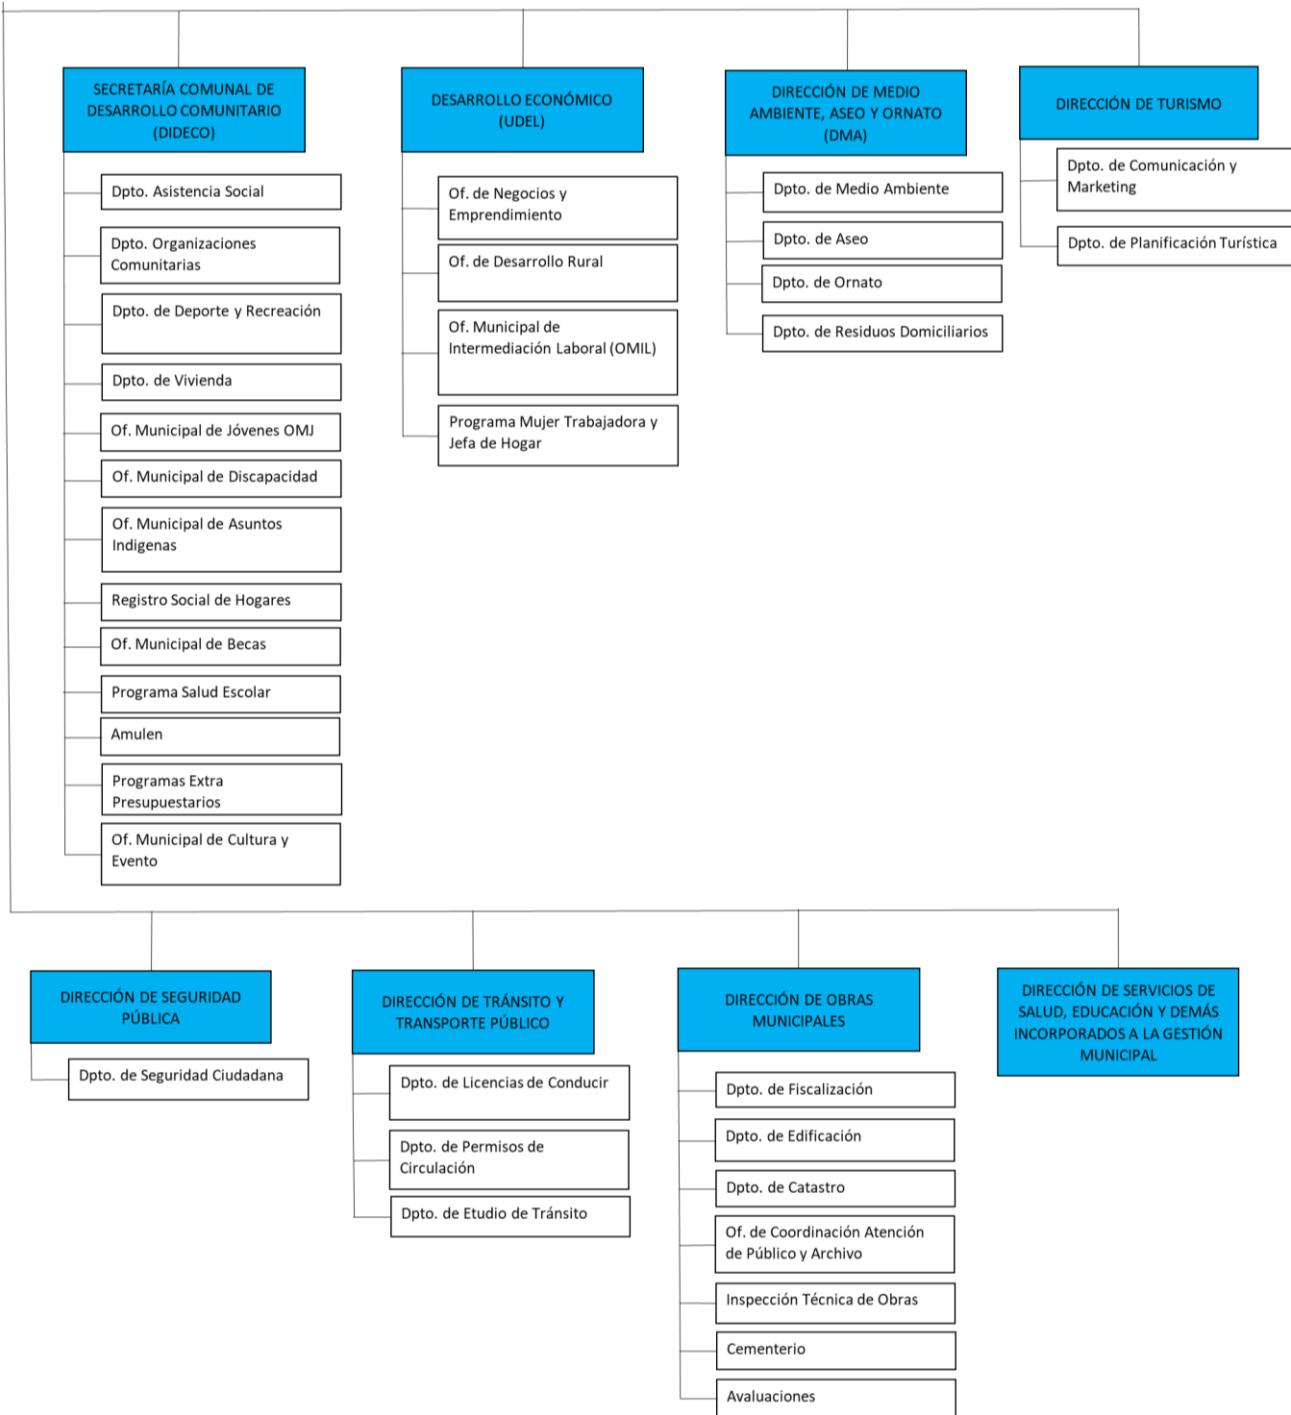 SECRETARÍA COMUNAL DE
DESARROLLO COMUNITARIO
(DIDECO)
Dpto. Asistencia Social
Dpto. Organizaciones
Comunitarias
Dpto. de Deporte y Recreación
Dpto. de Vivienda
Of. Municipal de Jóvenes OMJ
Of. Municipal de Discapacidad
Of. Municipal de Asuntos
Indigenas
Registro Social de Hogares
Of. Municipal de Becas
Programa Salud Escolar
Amulen
Programas Extra
Presupuestarios
Of. Municipal de Cultura y
Evento
DESARROLLO ECONÓMICO
(UDEL)
Of. de Negocios y
Emprendimiento
Of. de Desarrollo Rural
Of. Municipal de
Intermediación Laboral (OMIL)
Programa Mujer Trabajadora y
Jefa de Hogar
DIRECCIÓN DE MEDIO
AMBIENTE, ASEO Y ORNATO
(DMA)
Dpto. de Medio Ambiente
Dpto. de Aseo
Dpto. de Ornato
Dpto. de Residuos Domiciliarios
DIRECCIÓN DE TURISMO
Dpto. de Comunicación y
Marketing
Dpto. de Planificación Turística
DIRECCIÓN DE SEGURIDAD
PÚBLICA
Dpto. de Seguridad Ciudadana
DIRECCIÓN DE TRÁNSITO Y
TRANSPORTE PÚBLICO
Dpto. de Licencias de Conducir
Dpto. de Permisos de
Circulación
Dpto. de Etudio de Tránsito
DIRECCIÓN DE OBRAS
MUNICIPALES
Dpto. de Fiscalización
Dpto. de Edificación
Dpto. de Catastro
Of. de Coordinación Atención
de Público y Archivo
Inspección Técnica de Obras
Cementerio
Avaluaciones
DIRECCIÓN DE SERVICIOS DE
SALUD, EDUCACIÓN Y DEMÁS
INCORPORADOS A LA GESTIÓN
MUNICIPAL